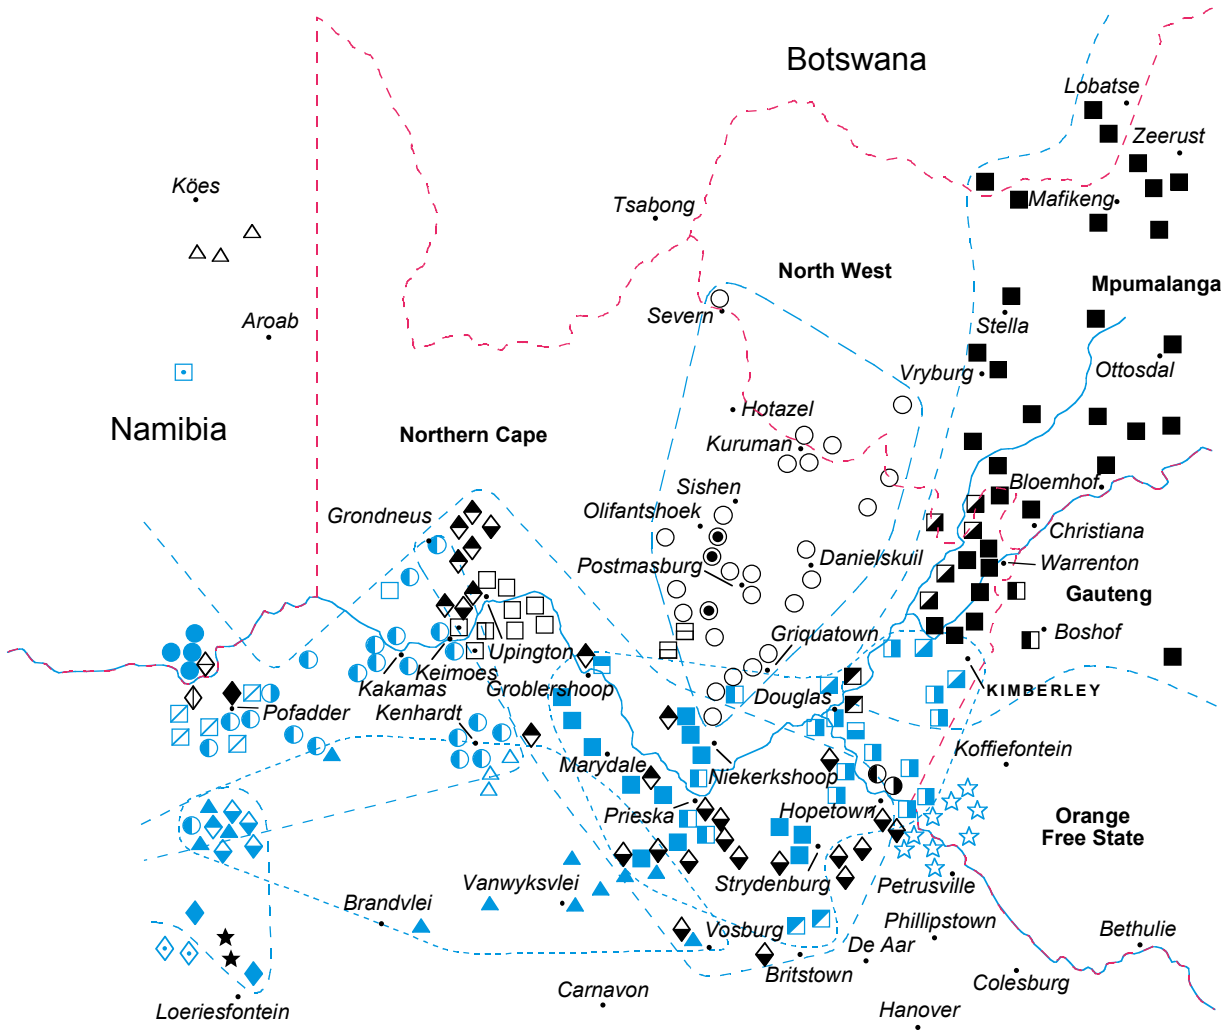 Botswana
Lobatse
Zeerust
Köes
Mafikeng
Tsabong
North West
Mpumalanga
Severn
Aroab
Stella
Ottosdal
Vryburg
Hotazel
Namibia
Northern Cape
Kuruman
Sishen
Bloemhof
Grondneus
Olifantshoek
Christiana
Danielskuil
Postmasburg
Warrenton
Gauteng
Boshof
Griquatown
Upington
Keimoes
Kakamas
Groblershoop
KIMBERLEY
Douglas
Pofadder
Kenhardt
Koffiefontein
Marydale
Niekerkshoop
Prieska
Hopetown
Orange
Free State
Vanwyksvlei
Strydenburg
Petrusville
Brandvlei
Phillipstown
Vosburg
De Aar
Bethulie
Britstown
Colesburg
Carnavon
Loeriesfontein
Hanover